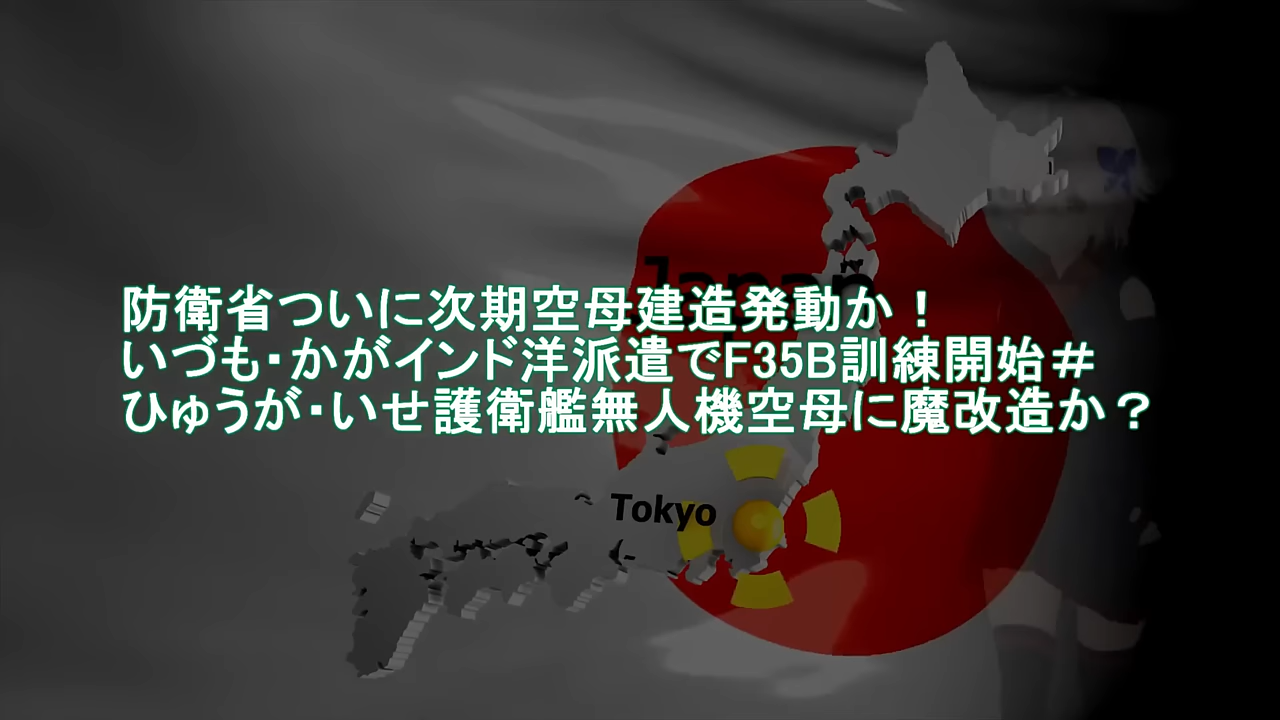 Japan
防衛省ついに次期空母建造発動か！
いづも・かがインド洋派遣でF35B訓練開始＃
ひゅうが・いせ護衛艦無人機空母に魔改造か？
Tokyo